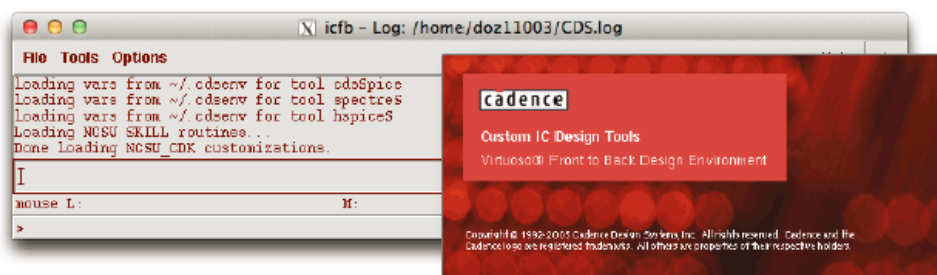 icfb - Log: /home/doz11003/CDS.log
File Tools Options
Loading vars from ~/.cdsenv for tool cdsSpice
Loading vars from ~/.cdsenv for tool spectreS
Loading vars from ~/.cdsenv for tool hspiceS
Loading NCSU SKILL routines...
Done loading NCSU_CDK customizations.
mouse L: M:
>
cadence
Custom IC Design Tools
Virtuoso® Front to Back Design Environment
Copyright © 1992-2005 Cadence Design Systems, Inc. All rights reserved. Cadence and the
Cadence logo are registered trademarks. All others are properties of their respective holders.